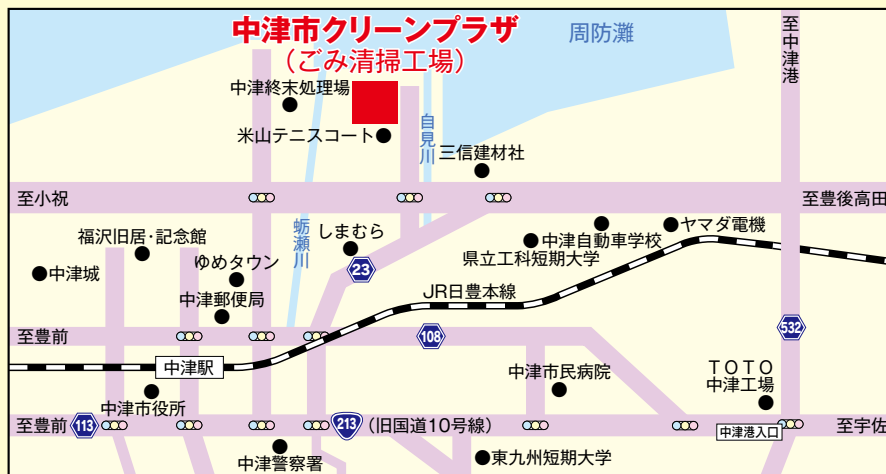 中津市クリーンプラザ
（ごみ清掃工場）
周防灘
至中津港
中津終末処理場
米山テニスコート
自見川
三信建材社
至小祝
至豊後高田
蛎瀬川
福沢旧居・記念館
しまむら
ヤマダ電機
中津自動車学校
県立工科短期大学
中津城
ゆめタウン
23
中津郵便局
JR日豊本線
至豊前
108
532
中津駅
中津市民病院
TOTO
中津工場
中津市役所
至豊前
113
213
（旧国道10号線）
中津港入口
至宇佐
中津警察署
東九州短期大学